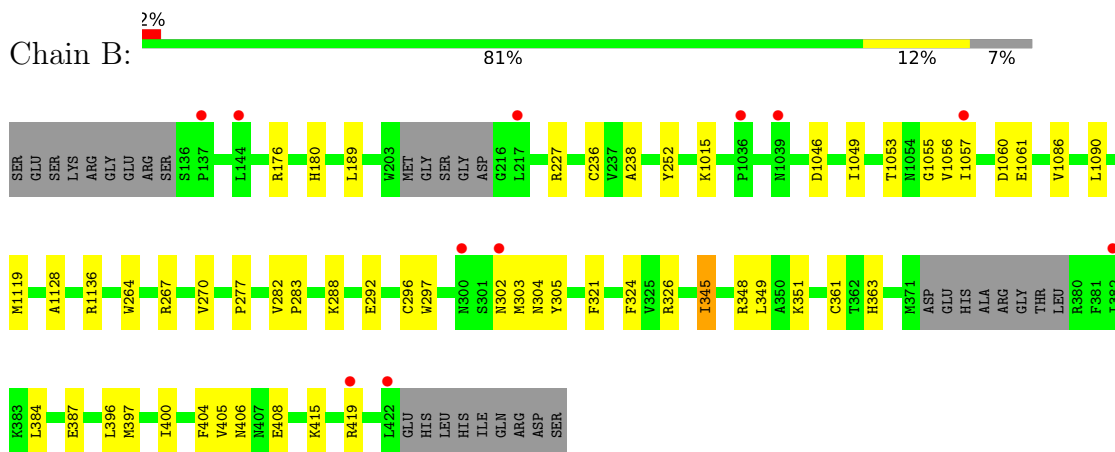 2%
Chain B:
81% 12% 7%
SER GLU SER LYS ARG GLY GLU ARG SER S136 P137 L144 R176 H180 L189 W203 MET GLY SER GLY ASP G216 L217 R227 C236 V237 A238 Y252 K1015 P1036 N1039 D1046 I1049 T1053 N1054 G1055 V1056 I1057 D1060 E1061 V1086 L1090
M1119 A1128 R1136 W264 R267 V270 P277 V282 P283 K288 E292 C296 W297 N300 S301 N302 M303 N304 Y305 F321 F324 V325 R326 I345 R348 L349 A350 K351 C361 T362 H363 M371 ASP GLU HIS ALA ARG GLY THR LEU R380 F381
K383 L384 E387 L396 M397 I400 F404 V405 N406 N407 E408 K415 R419 L422 GLU HIS LEU HIS ILE GLN ARG ASP SER